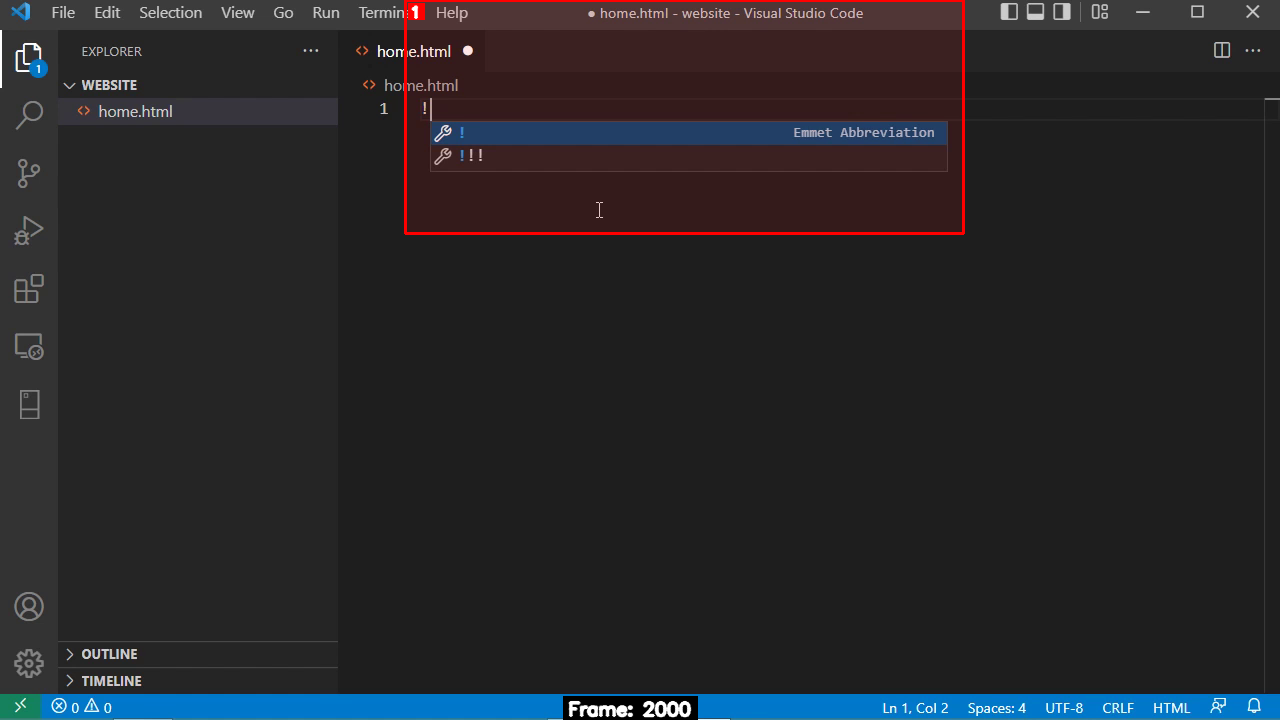 File Edit Selection View Go Run Termin 1 Help ● home.html - website - Visual Studio Code
EXPLORER ···
home.html ●
1
WEBSITE
<> home.html
<> home.html
1 !
! Emmet Abbreviation
!!!
OUTLINE
TIMELINE
0 0 Frame: 2000 Ln 1, Col 2 Spaces: 4 UTF-8 CRLF HTML